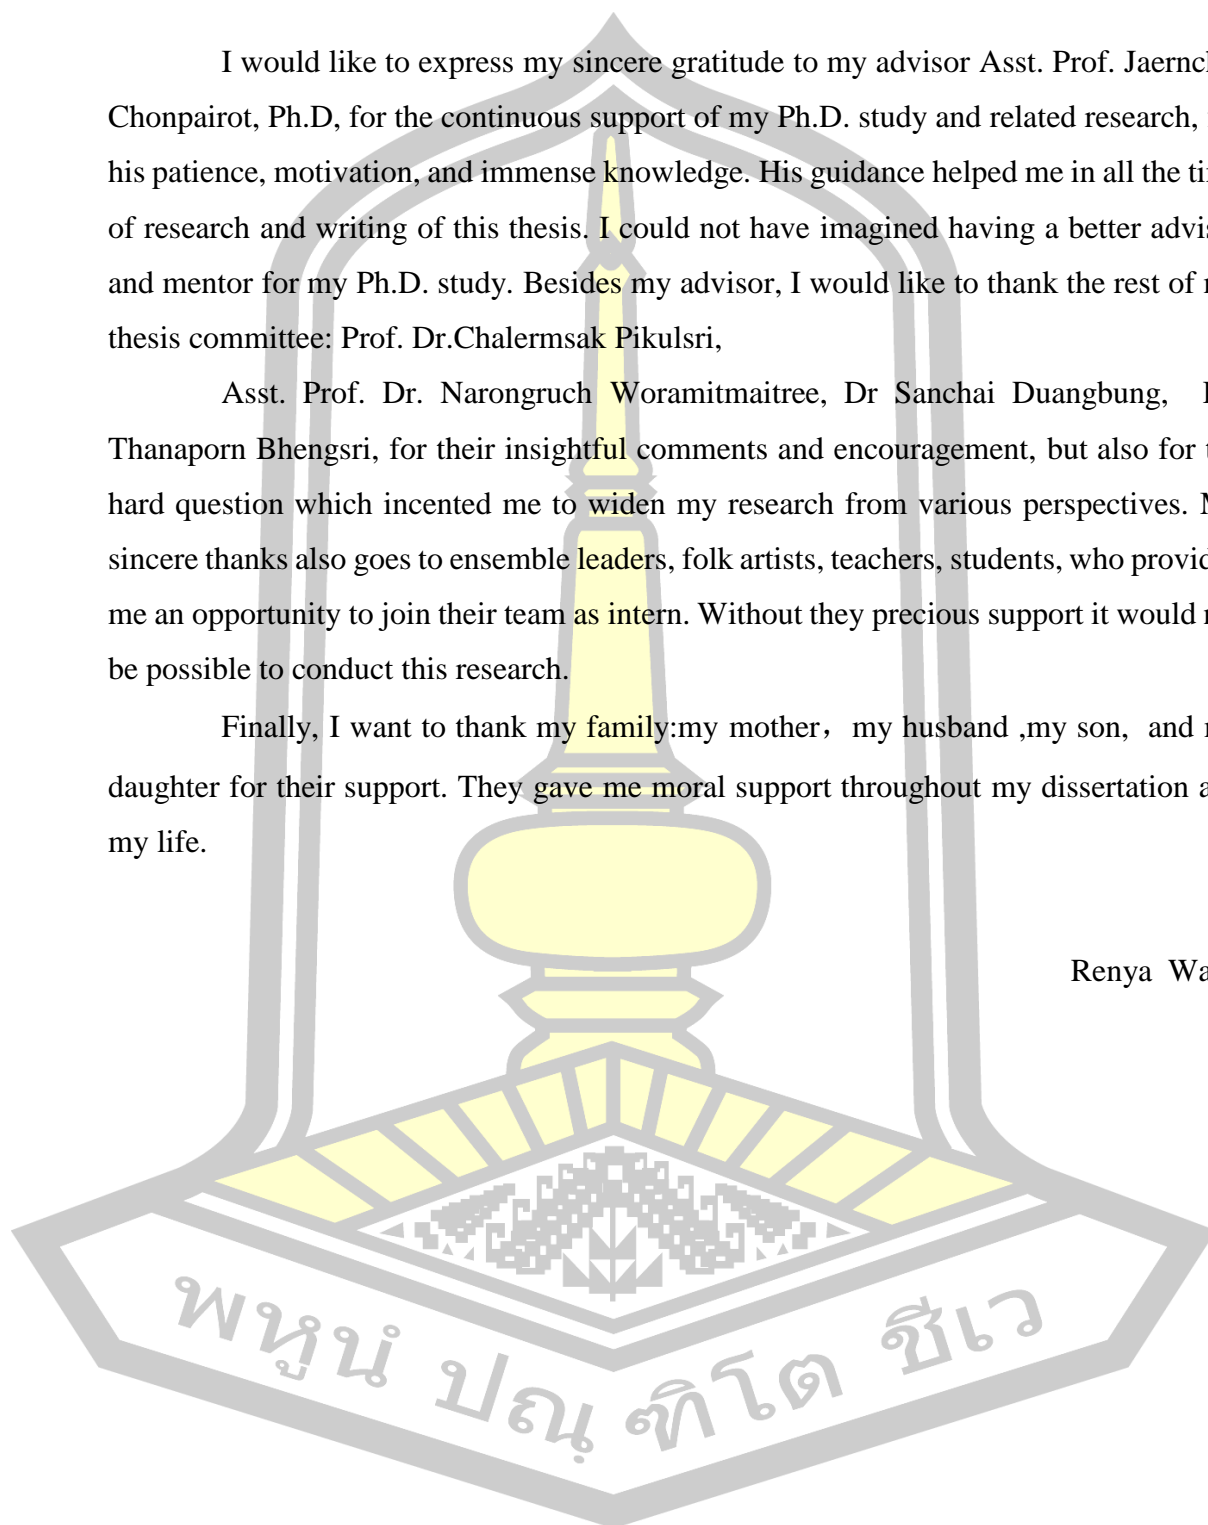 I would like to express my sincere gratitude to my advisor Asst. Prof.
Chonpairot, Ph.D, for the continuous support of my Ph.D. study and related research,
his patience, motivation, and immense knowledge. His guidance helped me in all the
of research and writing of this thesis. I could not have imagined having a better
and mentor for my Ph.D. study. Besides my advisor, I would like to thank the rest of
thesis committee: Prof. Dr.Chalermsak Pikulsri,
Asst. Prof. Dr. Narongruch Woramitmaitree, Dr Sanchai Duangbung,
Thanaporn Bhengsri, for their insightful comments and encouragement, but also for
hard question which incented me to widen my research from various perspectives.
sincere thanks also goes to ensemble leaders, folk artists, teachers, students, who
me an opportunity to join their team as intern. Without they precious support it would
be possible to conduct this research.
Finally, I want to thank my family:my mother，my husband ,my son, and
daughter for their support. They gave me moral support throughout my dissertation
my life.
Renya
พหูนํ ปณฺฑิโต ชีเว